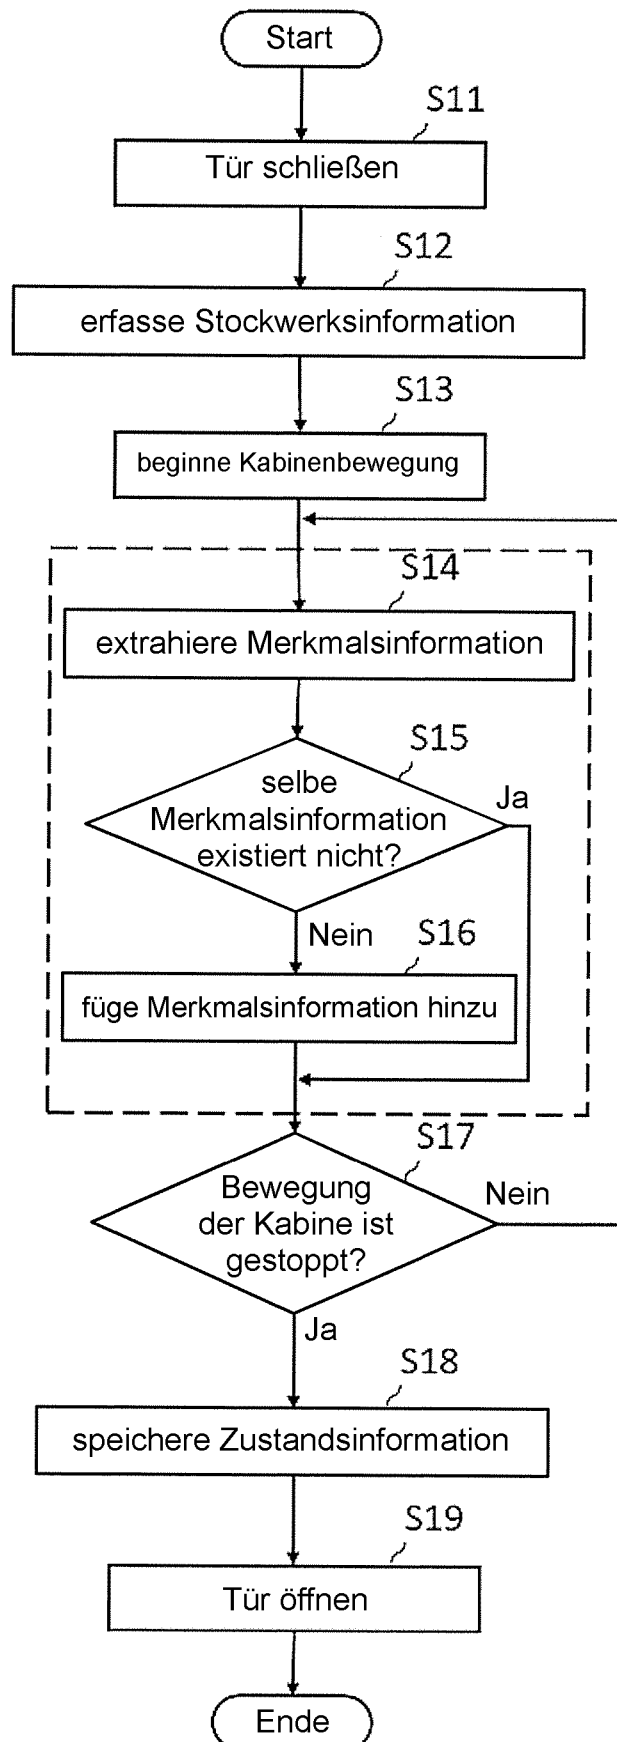 Start
S11
Tür schließen
S12
erfasse Stockwerksinformation
S13
beginne Kabinenbewegung
S14
extrahiere Merkmalsinformation
S15
selbe
Merkmalsinformation
existiert nicht?
Ja
Nein
S16
füge Merkmalsinformation hinzu
S17
Bewegung
der Kabine ist
gestoppt?
Nein
Ja
S18
speichere Zustandsinformation
S19
Tür öffnen
Ende